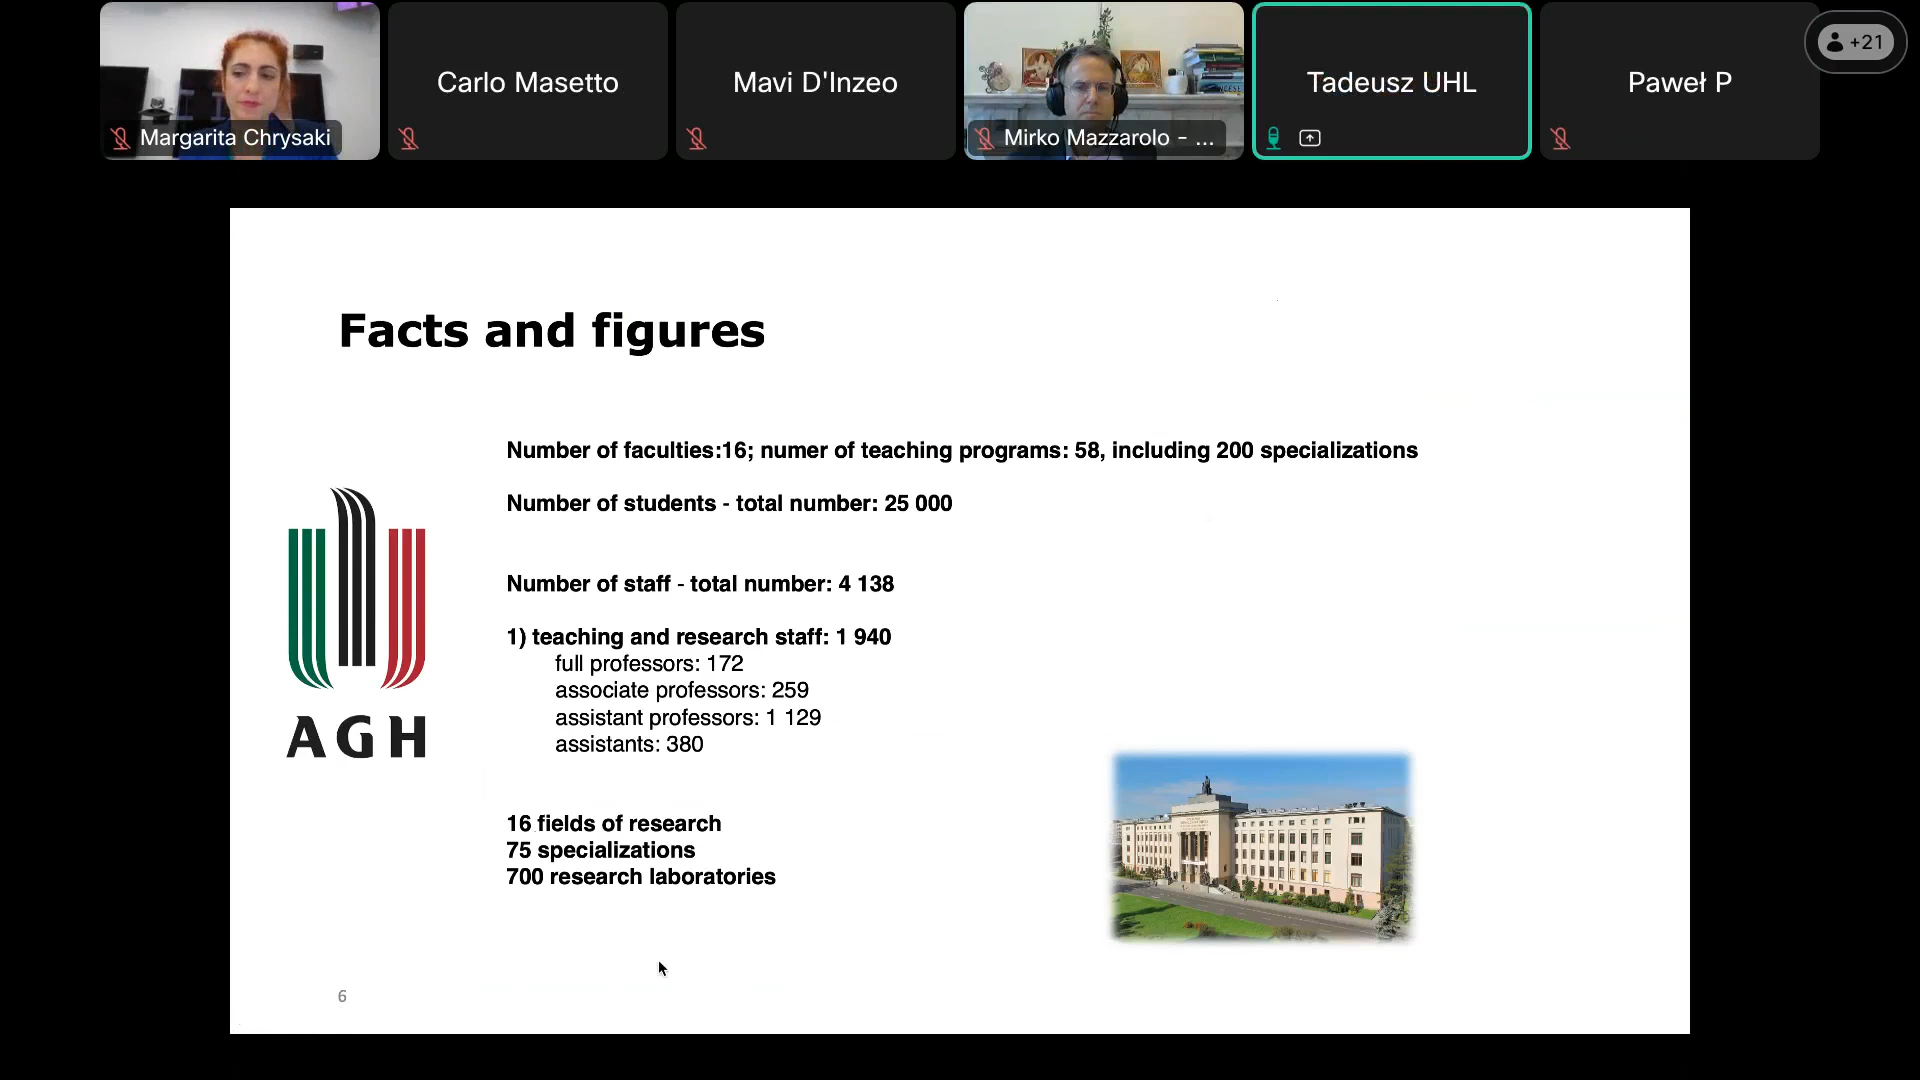 Margarita Chrysaki
Carlo Masetto
Mavi D'Inzeo
Mirko Mazzarolo - ...
Tadeusz UHL
Paweł P
+21
Facts and figures
Number of faculties:16; numer of teaching programs: 58, including 200 specializations
Number of students - total number: 25 000
Number of staff - total number: 4 138
1) teaching and research staff: 1 940
full professors: 172
associate professors: 259
assistant professors: 1 129
assistants: 380
16 fields of research
75 specializations
700 research laboratories
AGH
6